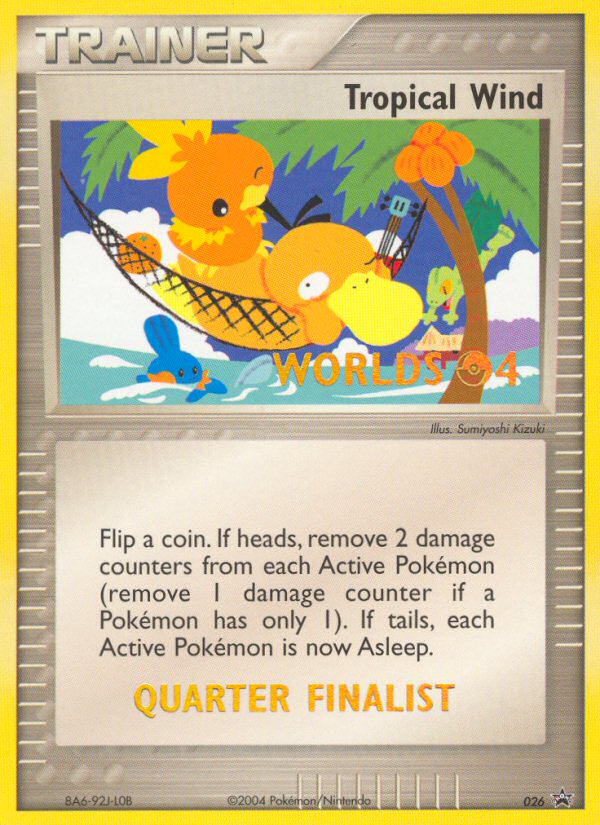 TRAINER
Tropical Wind
WORLDS 04
Illus. Sumiyoshi Kizuki
Flip a coin. If heads, remove 2 damage
counters from each Active Pokémon
(remove 1 damage counter if a
Pokémon has only 1). If tails, each
Active Pokémon is now Asleep.
QUARTER FINALIST
8A6-92J-L0B
©2004 Pokémon/Nintendo
026